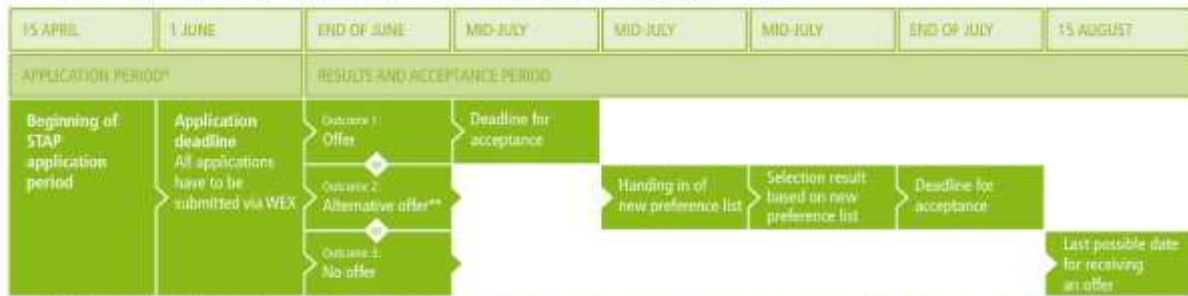 15 APRIL
1 JUNE
END OF JUNE
MID-JULY
MID-JULY
MID-JULY
END OF JULY
15 AUGUST
APPLICATION PERIOD*
RESULTS AND ACCEPTANCE PERIOD
Beginning of
STAP
application
period
Application
deadline
All applications
have to be
submitted via WEX
Outcome 1:
Offer
or
Outcome 2:
Alternative offer**
or
Outcome 3:
No offer
Deadline for
acceptance
Handing in of
new preference list
Selection result
based on new
preference list
Deadline for
acceptance
Last possible date
for receiving
an offer